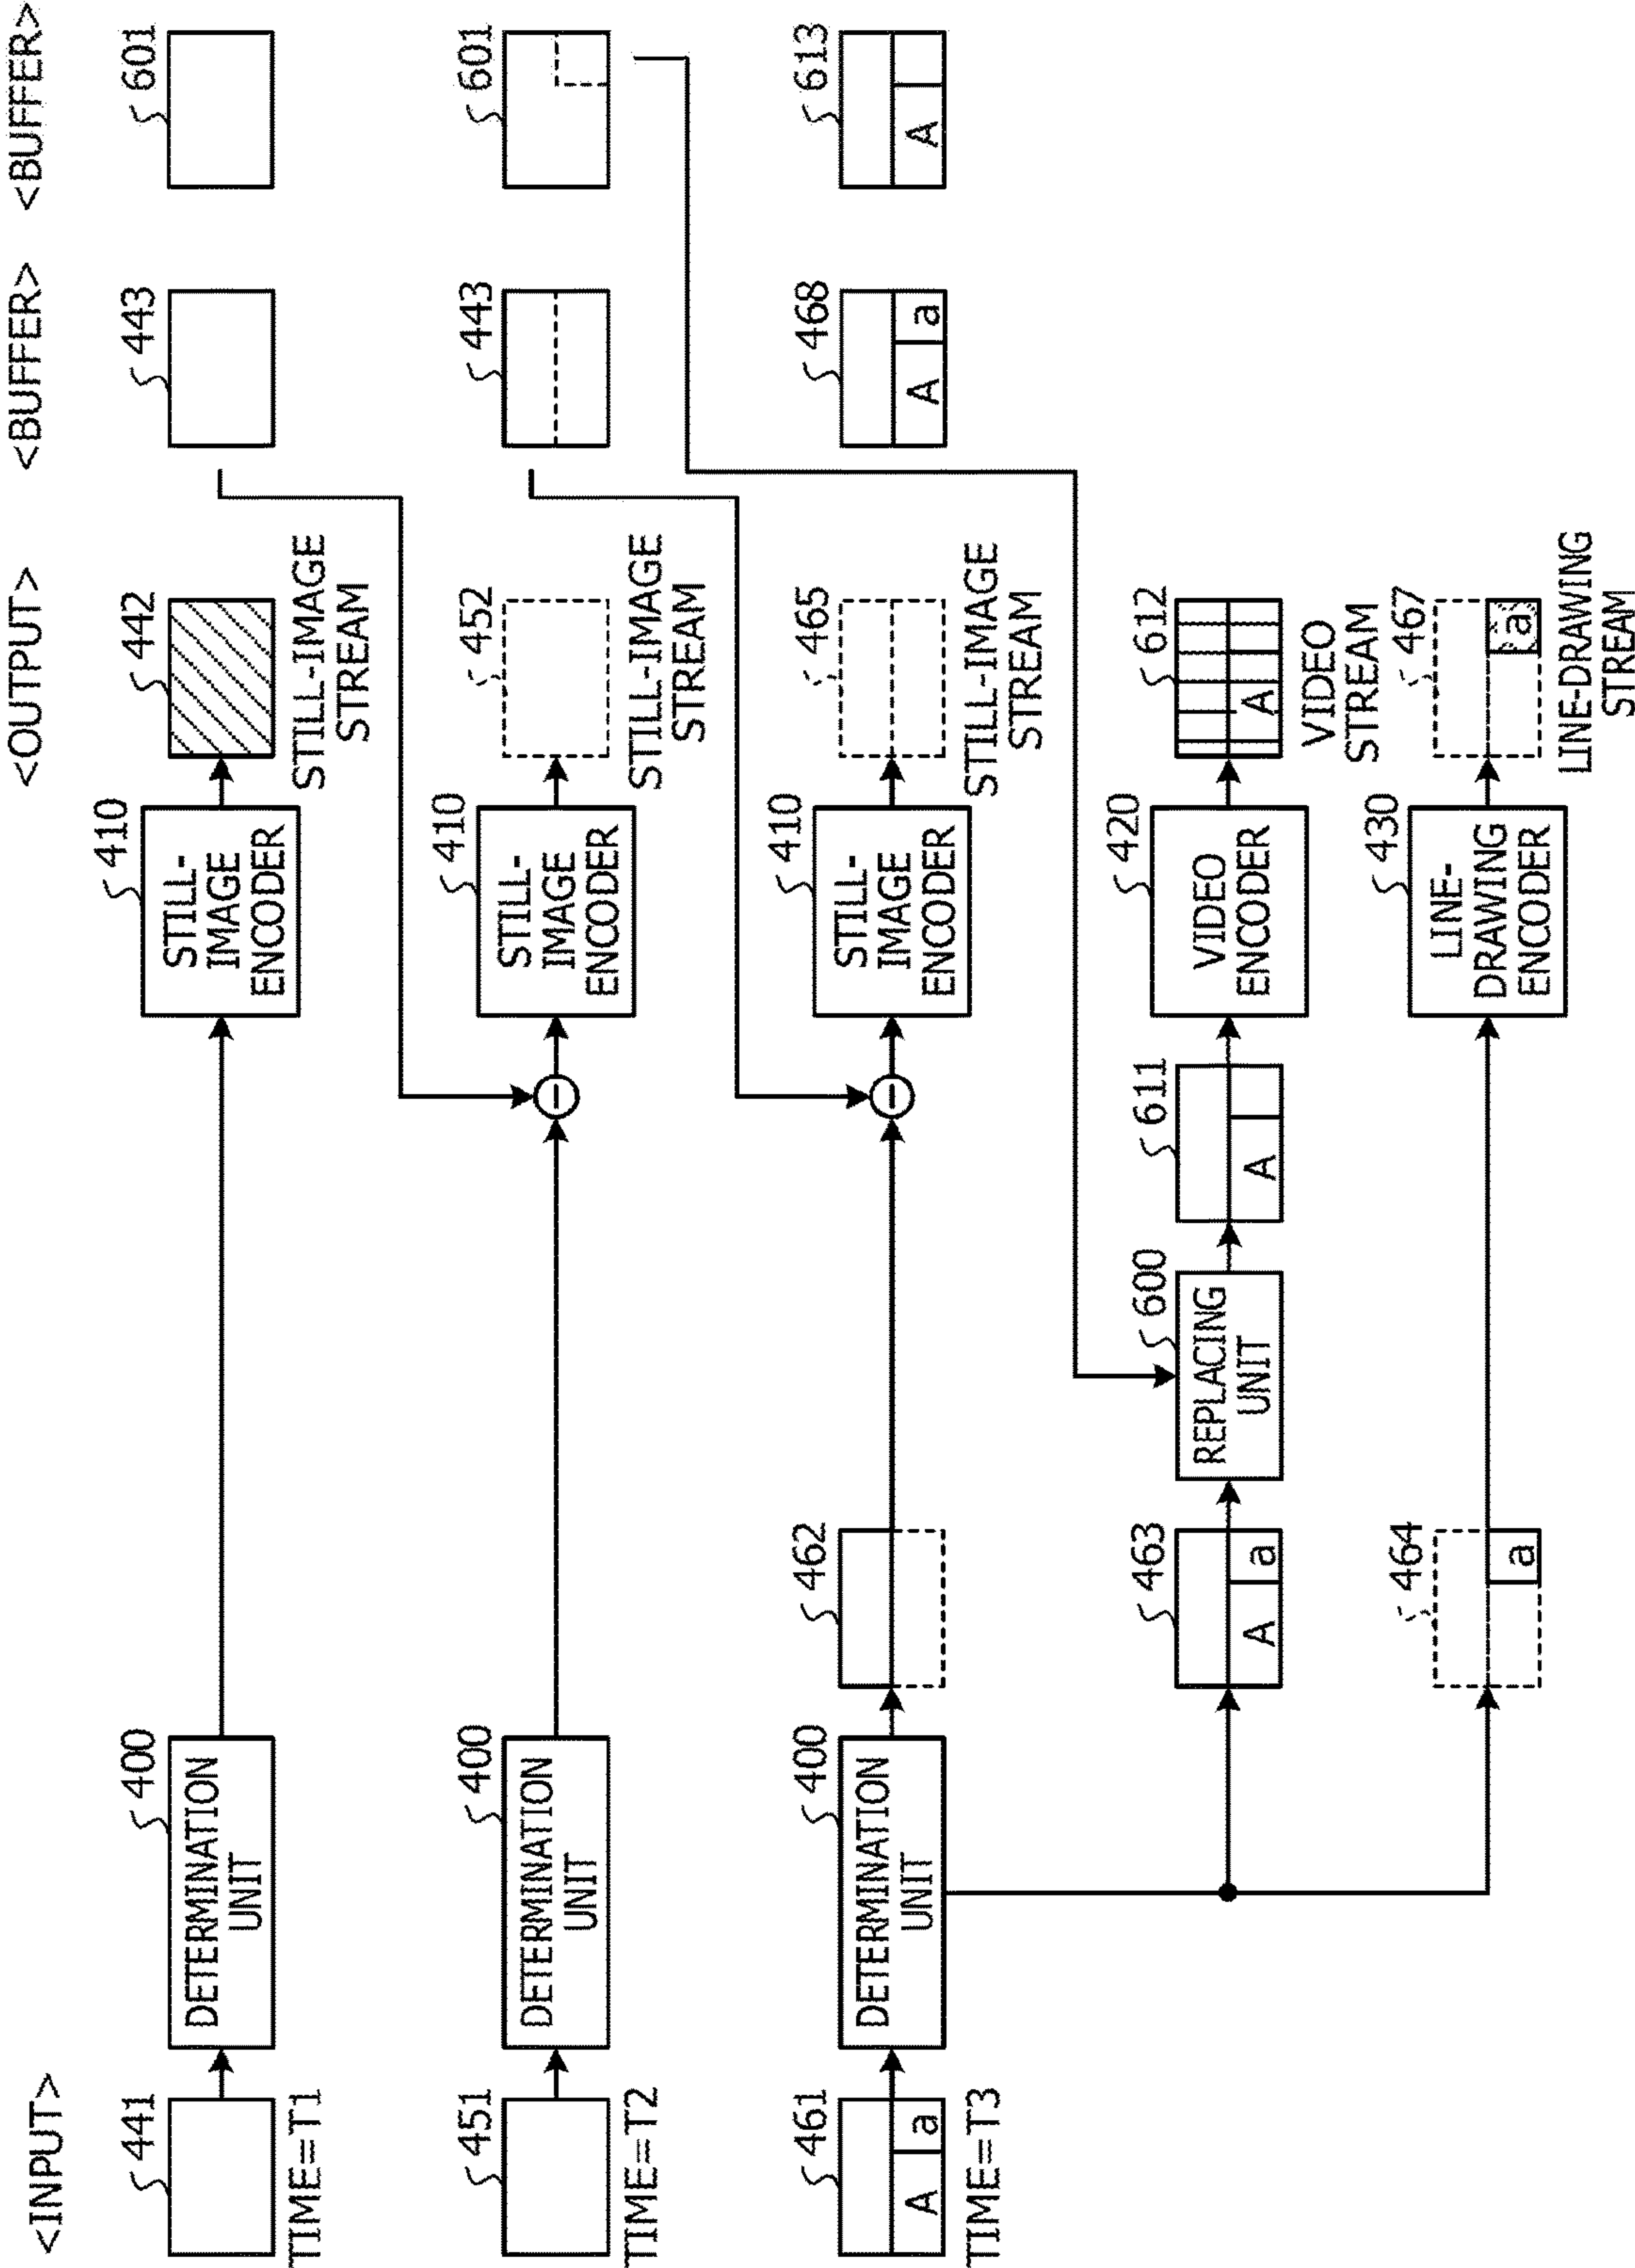 <INPUT>
<OUTPUT>
<BUFFER>
<BUFFER>
441
400
410
442
443
601
DETERMINATION
UNIT
STILL-
IMAGE
ENCODER
TIME=T1
STILL-IMAGE
STREAM
451
400
410
452
443
601
DETERMINATION
UNIT
STILL-
IMAGE
ENCODER
TIME=T2
STILL-IMAGE
STREAM
461
400
462
410
465
468
613
A
a
DETERMINATION
UNIT
STILL-
IMAGE
ENCODER
A
a
A
TIME=T3
STILL-IMAGE
STREAM
463
600
611
420
612
A
a
REPLACING
UNIT
A
VIDEO
ENCODER
A
VIDEO
STREAM
464
430
467
a
LINE-
DRAWING
ENCODER
a
LINE-DRAWING
STREAM